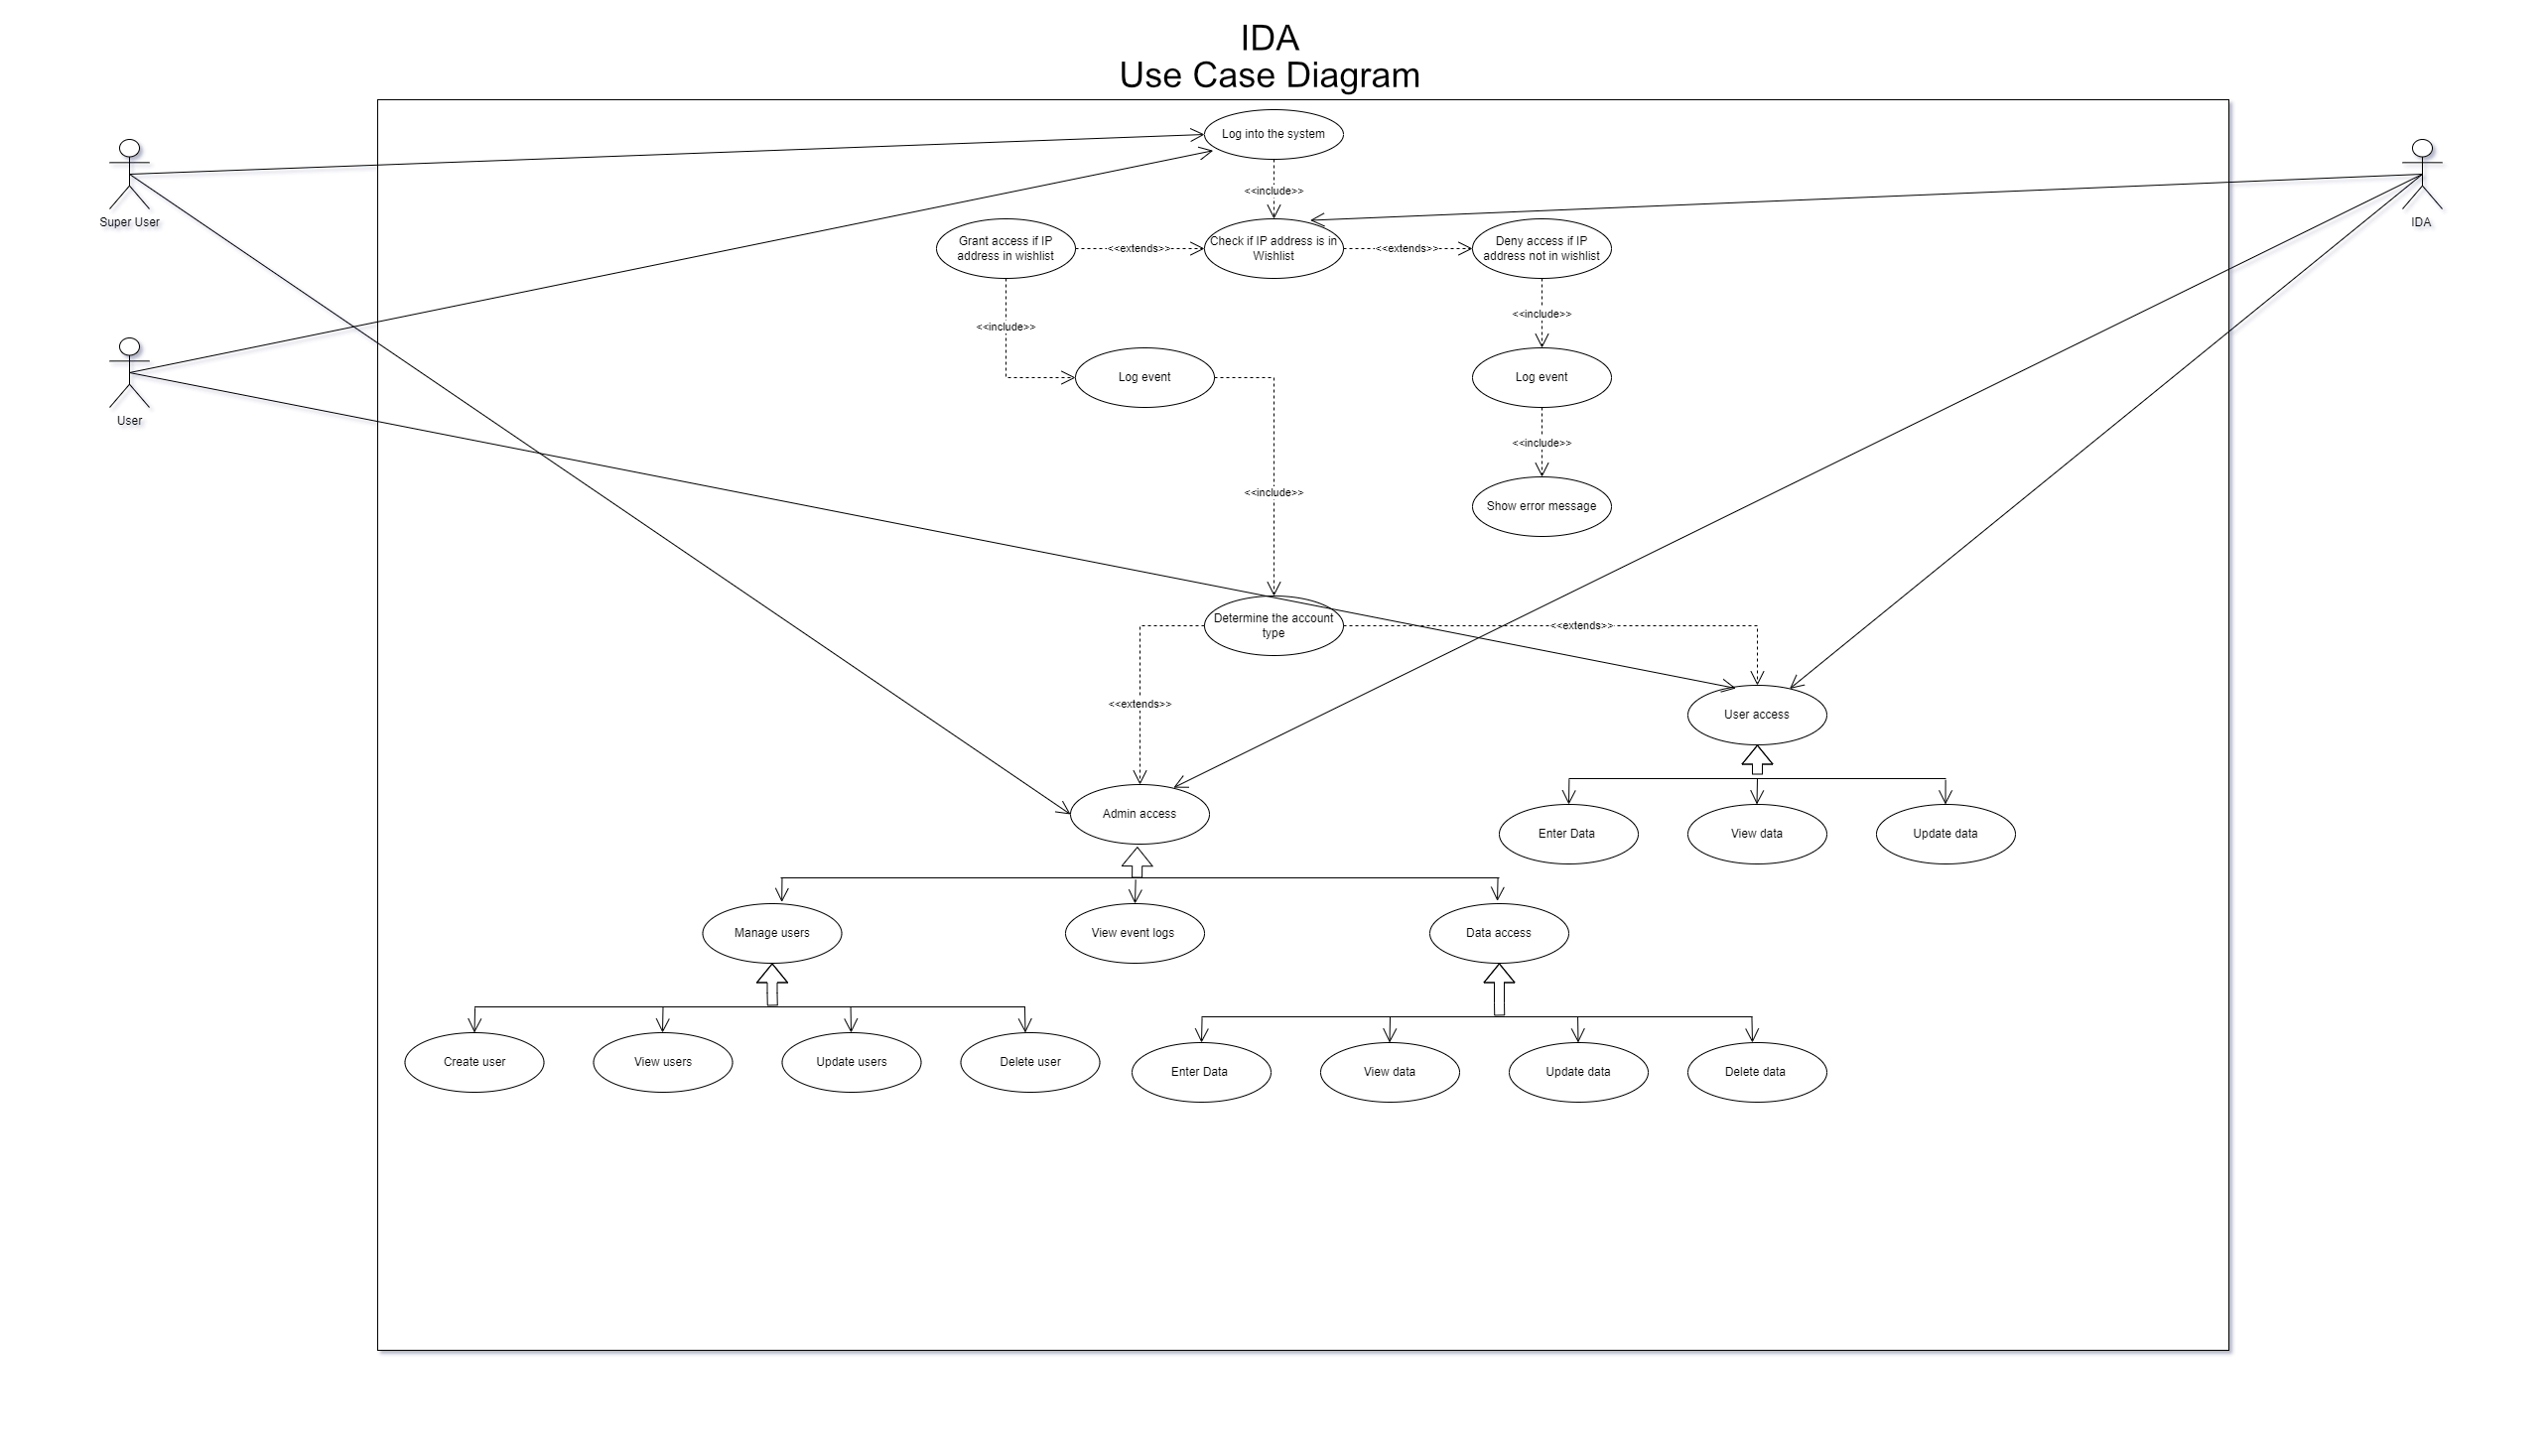 IDA
Use Case Diagram
Log into the system
Super User
IDA
<<include>>
Grant access if IP
address in wishlist
<<extends>>
Check if IP address is in
Wishlist
<<extends>>
Deny access if IP
address not in wishlist
<<include>>
<<include>>
User
Log event
Log event
<<include>>
<<include>>
Show error message
Determine the account
type
<<extends>>
<<extends>>
User access
Admin access
Enter Data
View data
Update data
Manage users
View event logs
Data access
Create user
View users
Update users
Delete user
Enter Data
View data
Update data
Delete data